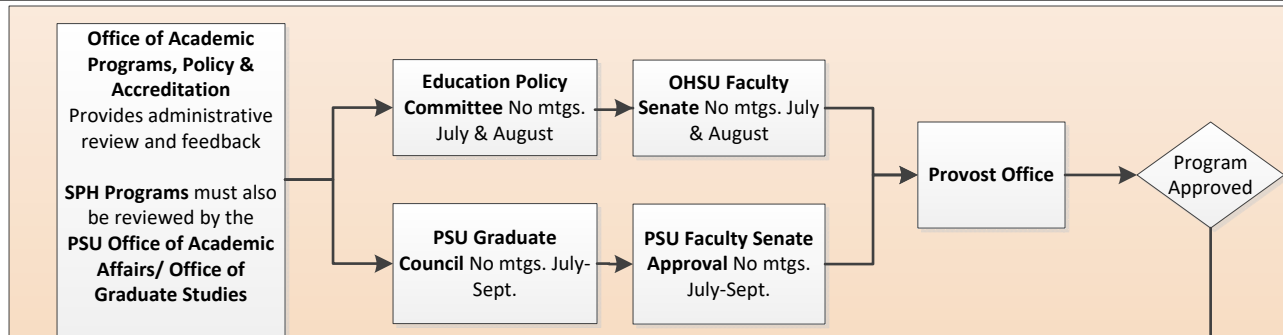 Office of Academic
Programs, Policy &
Accreditation
Provides administrative
review and feedback
SPH Programs must also
be reviewed by the
PSU Office of Academic
Affairs/ Office of
Graduate Studies
Education Policy
Committee No mtgs.
July & August
OHSU Faculty
Senate No mtgs. July
& August
PSU Graduate
Council No mtgs. July-
Sept.
PSU Faculty Senate
Approval No mtgs.
July-Sept.
Provost Office
Program
Approved